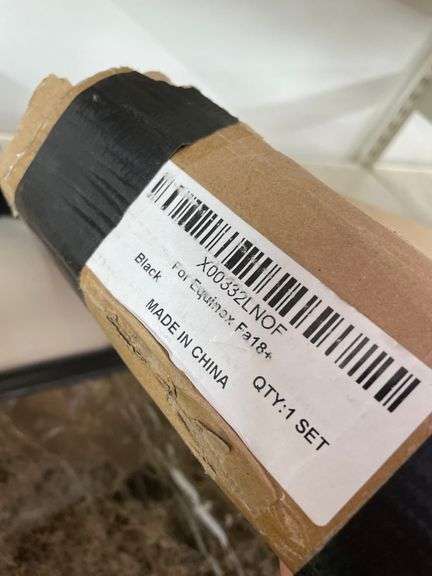 X00332LNOF
For Equinox Fa18+
Black
QTY:1 SET
MADE IN CHINA